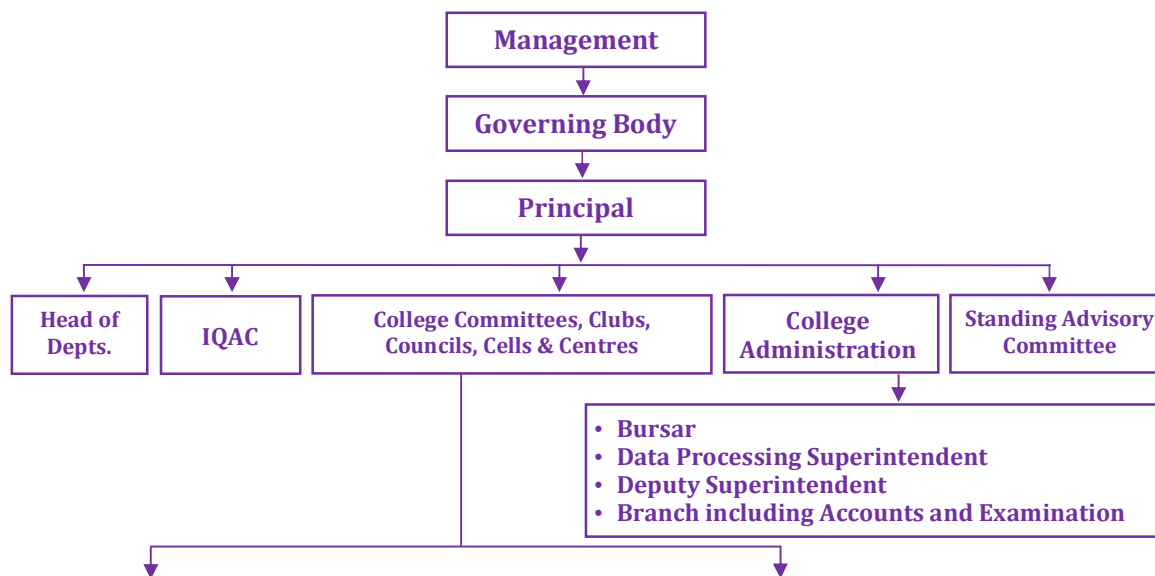 Management
Governing Body
Principal
Head of
Depts.
IQAC
College Committees, Clubs,
Councils, Cells & Centres
College
Administration
Standing Advisory
Committee
• Bursar
• Data Processing Superintendent
• Deputy Superintendent
• Branch including Accounts and Examination